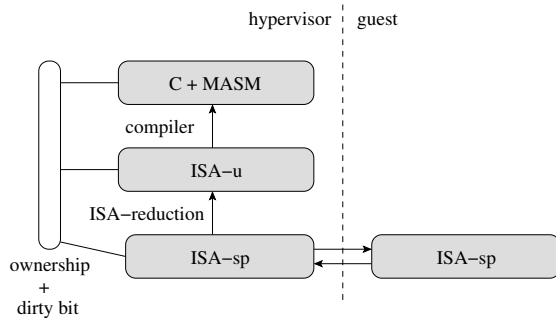 hypervisor guest
C + MASM
compiler
ISA−u
ISA−reduction
ISA−sp ISA−sp
ownership
+
dirty bit